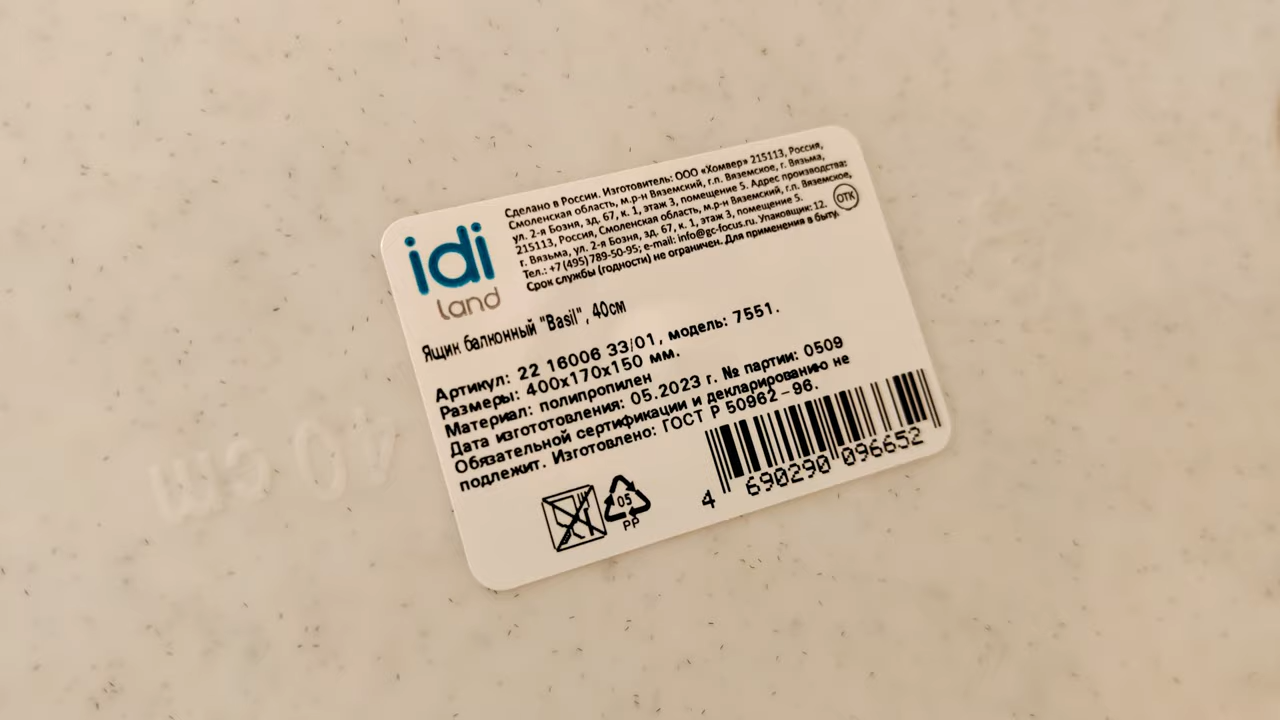 idi
land
Сделано в России. Изготовитель: ООО «Хомвер» 215113, Россия,
Смоленская область, м.р-н Вяземский, г.п. Вяземское, г. Вязьма,
ул. 2-я Бозня, зд. 67, к. 1, этаж 3, помещение 5. Адрес производства:
215113, Россия, Смоленская область, м.р-н Вяземский, г.п. Вяземское,
г. Вязьма, ул. 2-я Бозня, зд. 67, к. 1, этаж 3, помещение 5.
Тел.: +7 (495) 789-50-95; e-mail: info@gc-focus.ru. Упаковщик: 12.
Срок службы (годности) не ограничен. Для применения в быту.
ОТК
Ящик балконный "Basil", 40см
Артикул: 22 16006 33/01, модель: 7551.
Размеры: 400x170x150 мм.
Материал: полипропилен
Дата изгототовления: 05.2023 г. № партии: 0509
Обязательной сертификации и декларированию не
подлежит. Изготовлено: ГОСТ Р 50962-96.
05
PP
4 690290 096652
40 cm